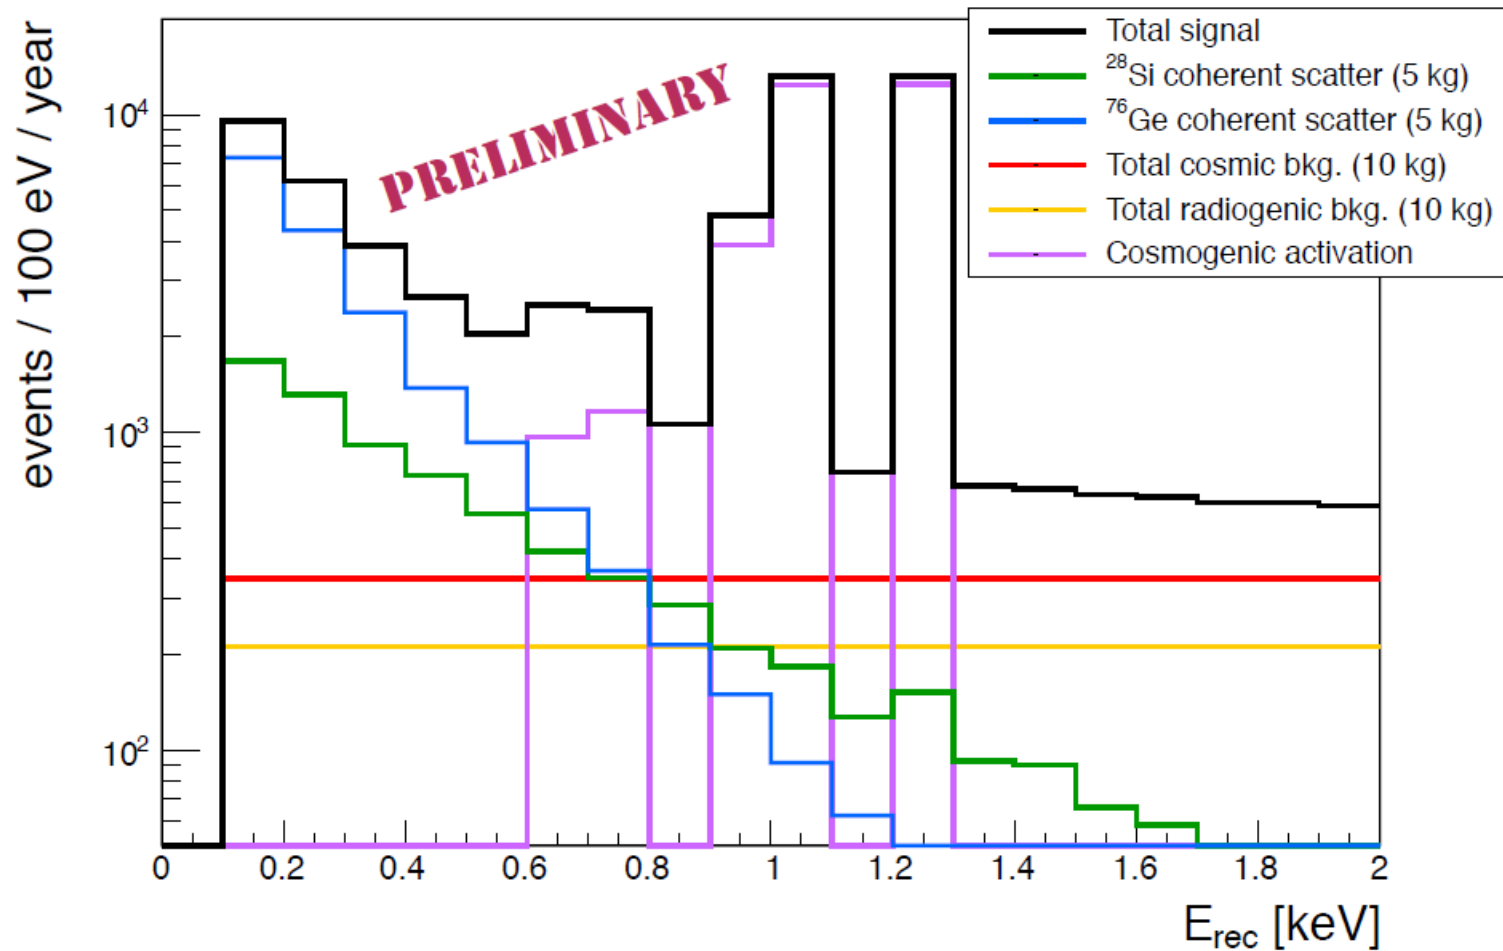 events / 100 eV / year
10⁴
10³
10²
PRELIMINARY
Total signal
²⁸Si coherent scatter (5 kg)
⁷⁶Ge coherent scatter (5 kg)
Total cosmic bkg. (10 kg)
Total radiogenic bkg. (10 kg)
Cosmogenic activation
0 0.2 0.4 0.6 0.8 1 1.2 1.4 1.6 1.8 2
E_rec [keV]